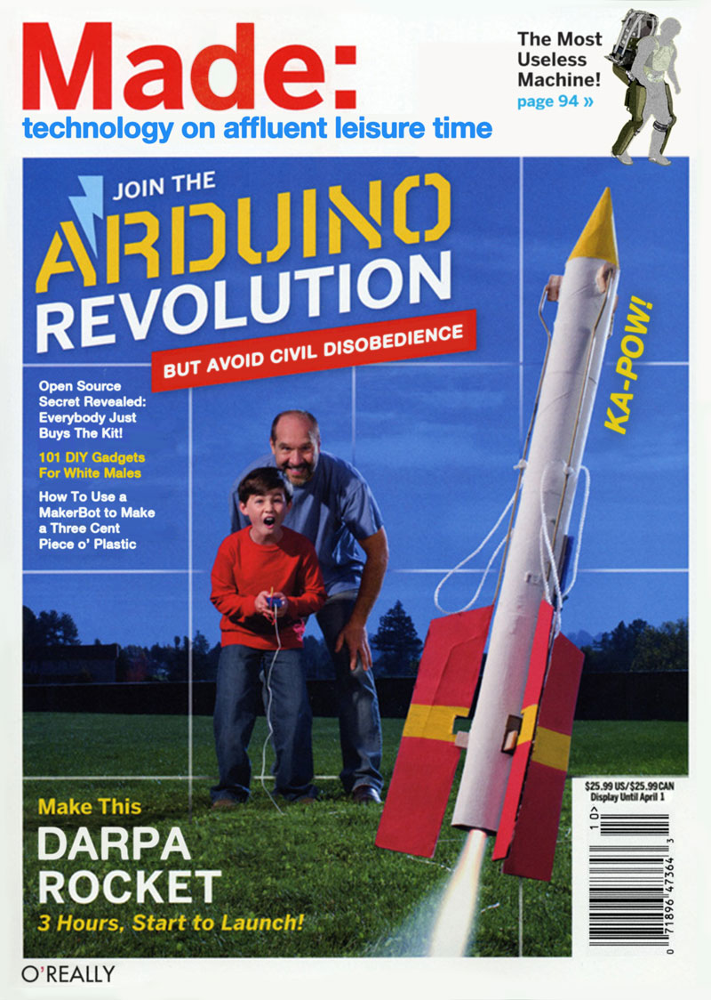 Made:
technology on affluent leisure time
The Most
Useless
Machine!
page 94 »
JOIN THE
ARDUINO
REVOLUTION
BUT AVOID CIVIL DISOBEDIENCE
KA-POW!
Open Source
Secret Revealed:
Everybody Just
Buys The Kit!
101 DIY Gadgets
For White Males
How To Use a
MakerBot to Make
a Three Cent
Piece o' Plastic
Make This
DARPA
ROCKET
3 Hours, Start to Launch!
$25.99 US/$25.99CAN
Display Until April 1
10>
0 71896 47364 3
O'REALLY